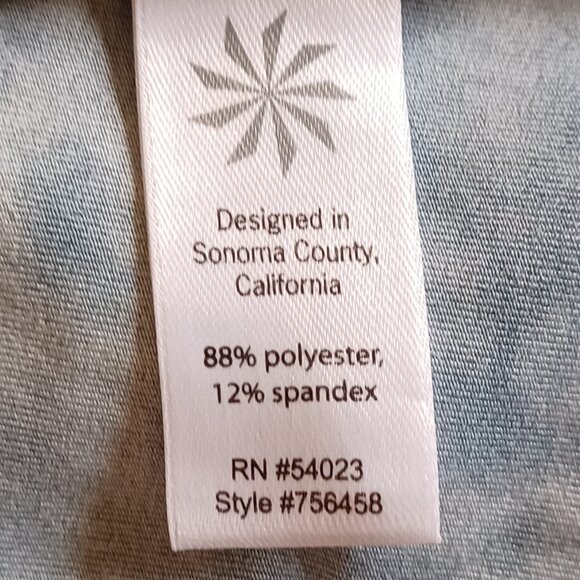 Designed in
Sonoma County,
California
88% polyester,
12% spandex
RN #54023
Style #756458